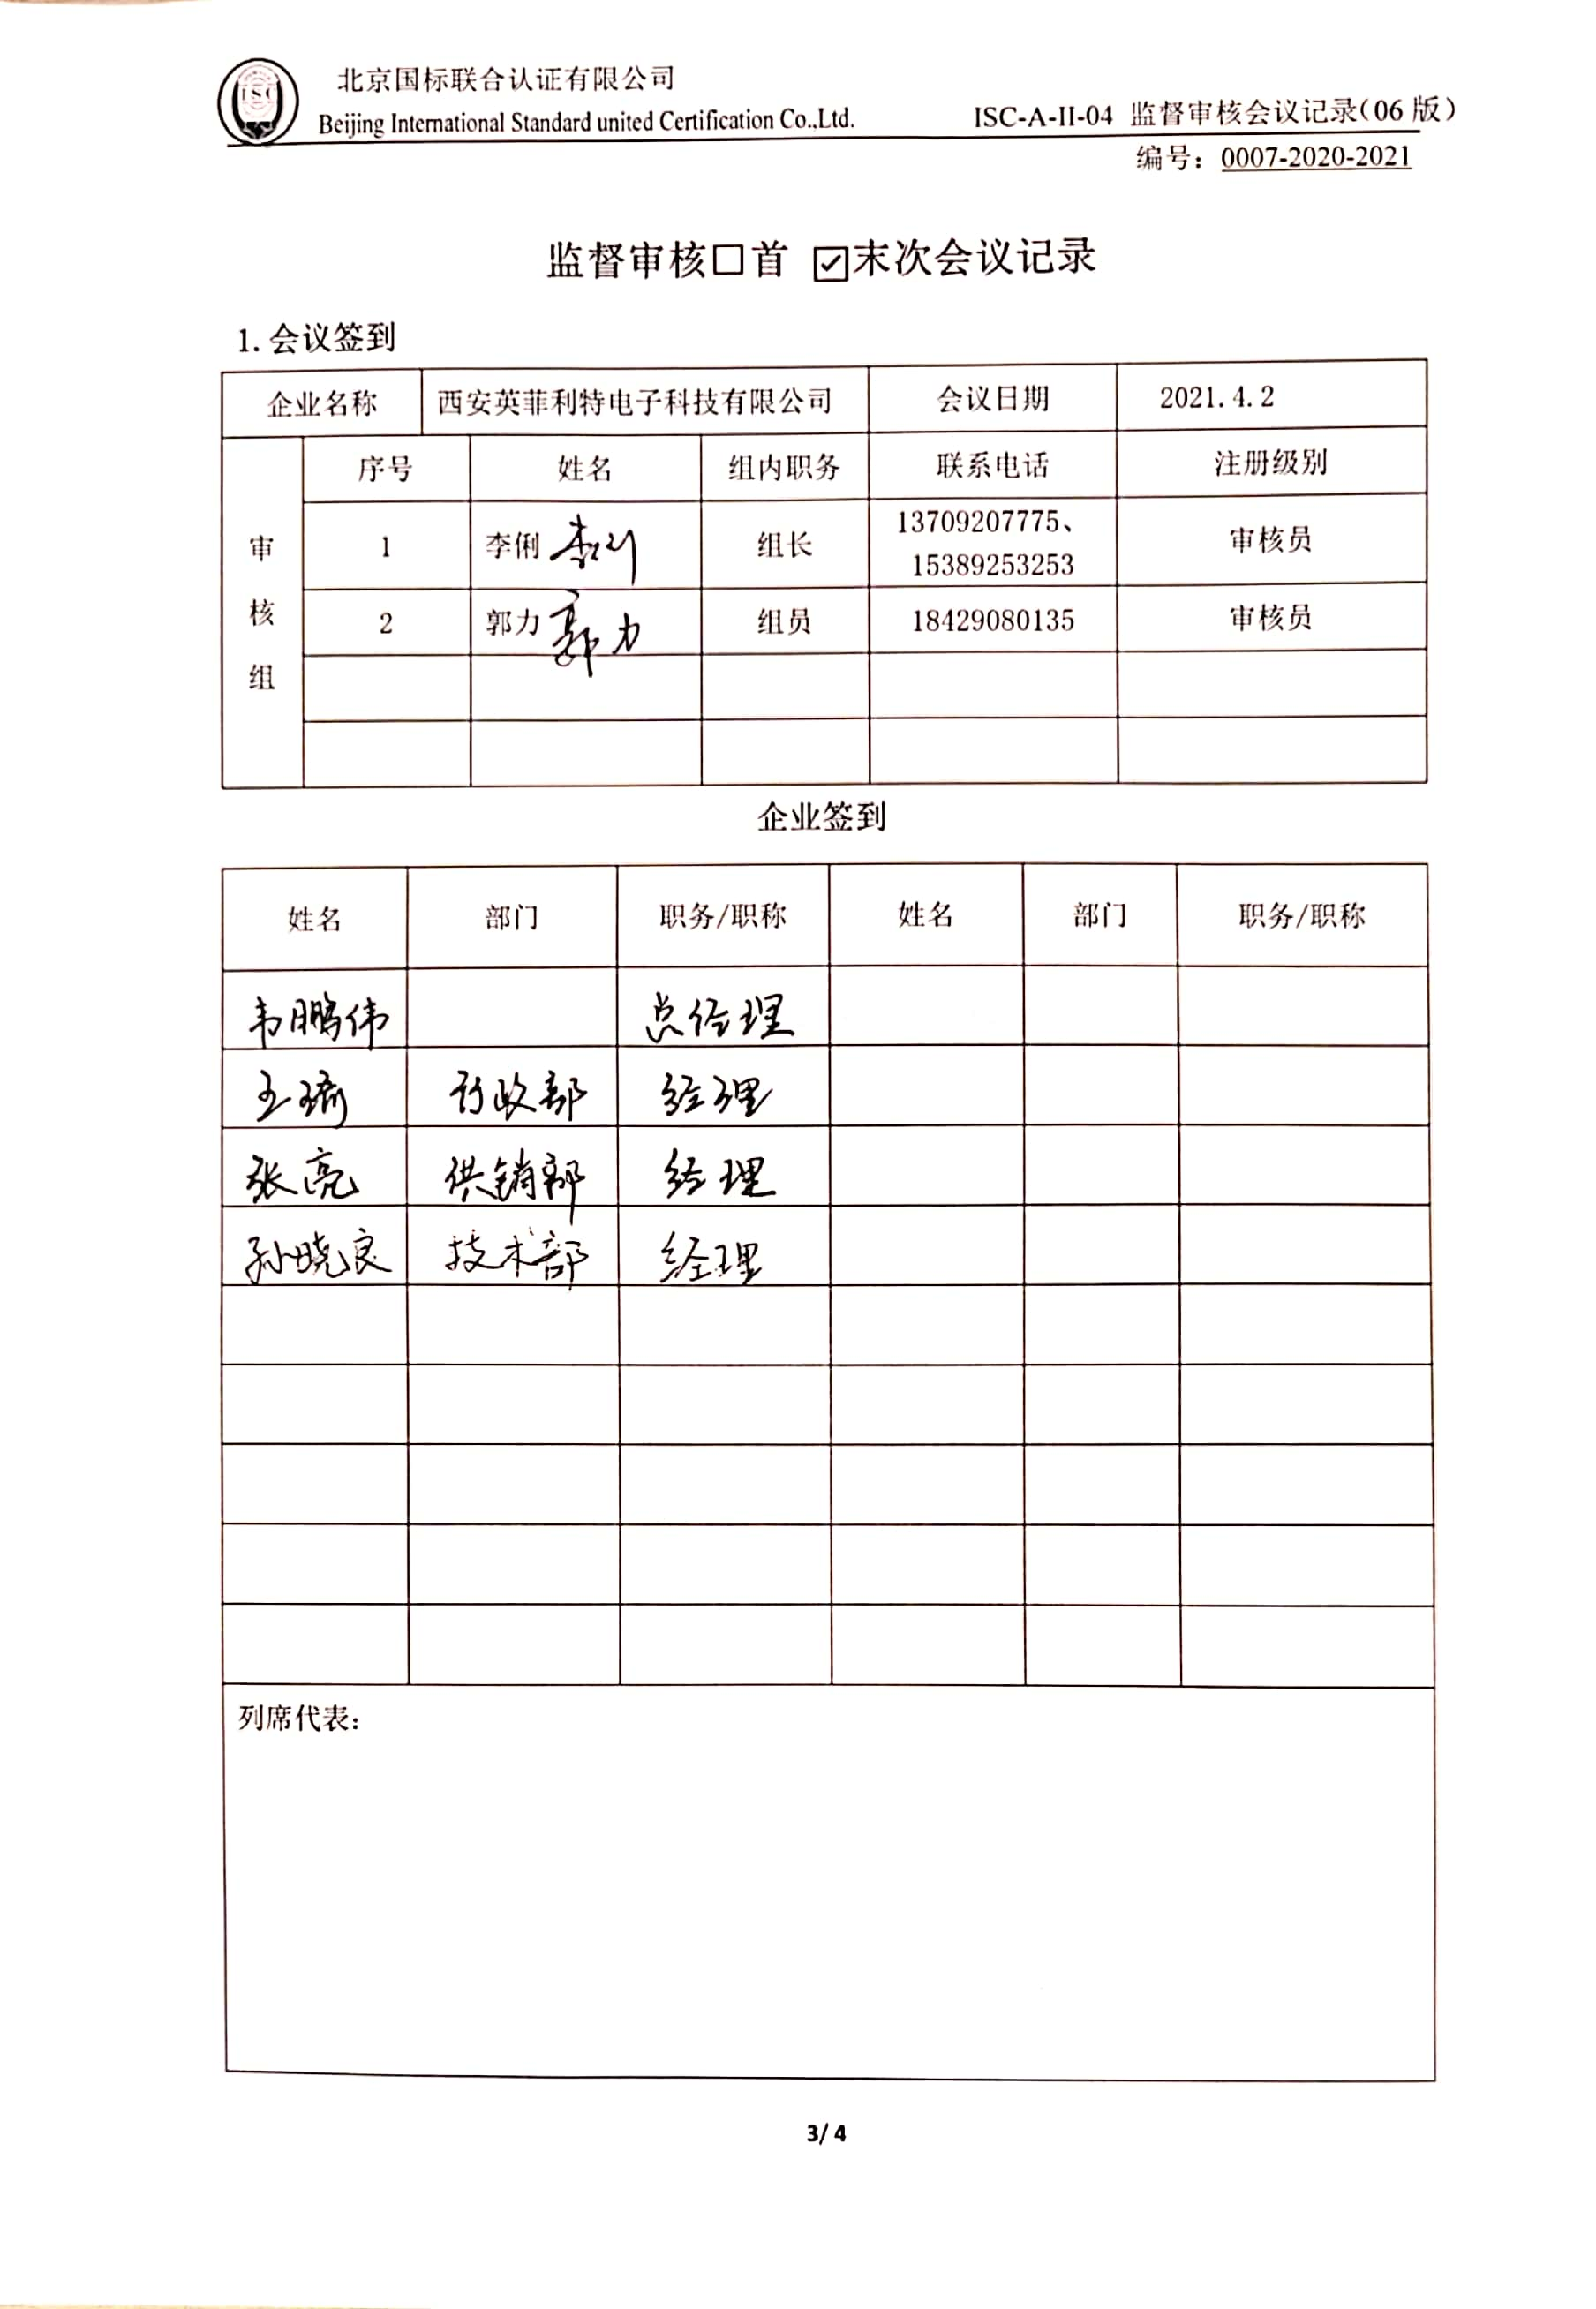 ISC
北京国标联合认证有限公司
Beijing International Standard united Certification Co.,Ltd.
ISC-A-II-04 监督审核会议记录(06 版)
编号：0007-2020-2021
监督审核□首 ☑末次会议记录
1.会议签到
企业名称 西安英菲利特电子科技有限公司 会议日期 2021.4.2
审核组
序号 姓名 组内职务 联系电话 注册级别
1 李俐 李俐 组长 13709207775、15389253253 审核员
2 郭力 郭力 组员 18429080135 审核员
企业签到
姓名 部门 职务/职称 姓名 部门 职务/职称
韦鹏伟 总经理
王 行政部 经理
张亮 供销部 经理
孙晓良 技术部 经理
列席代表：
3/ 4